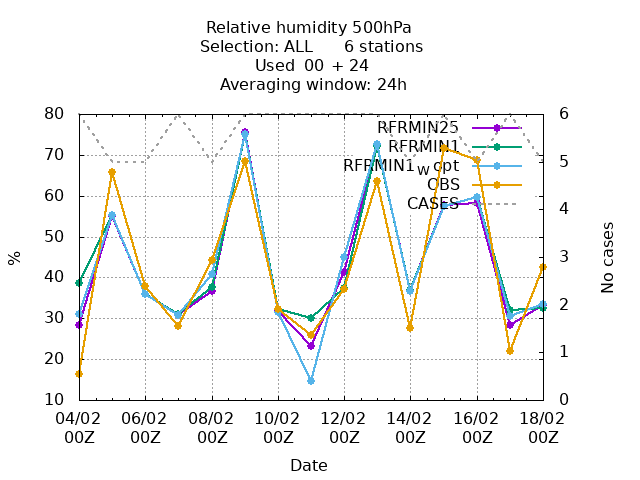 Relative humidity 500hPa
Selection: ALL 6 stations
Used 00 + 24
Averaging window: 24h
RFRMIN25
RFRMIN1
RFRMIN1w opt
OBS
CASES
80
70
60
50
40
30
20
10
%
6
5
4
3
2
1
0
No cases
04/02 06/02 08/02 10/02 12/02 14/02 16/02 18/02
00Z 00Z 00Z 00Z 00Z 00Z 00Z 00Z
Date